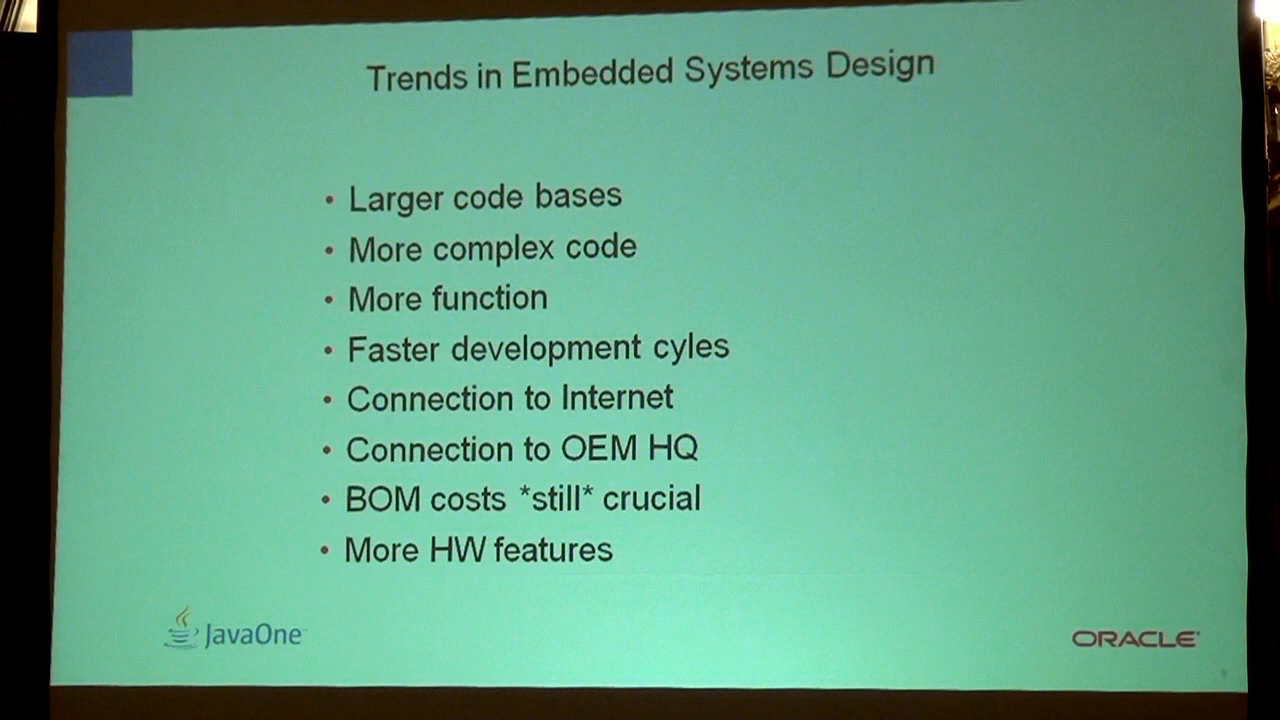 Trends in Embedded Systems Design
• Larger code bases
• More complex code
• More function
• Faster development cyles
• Connection to Internet
• Connection to OEM HQ
• BOM costs *still* crucial
• More HW features
JavaOne
ORACLE